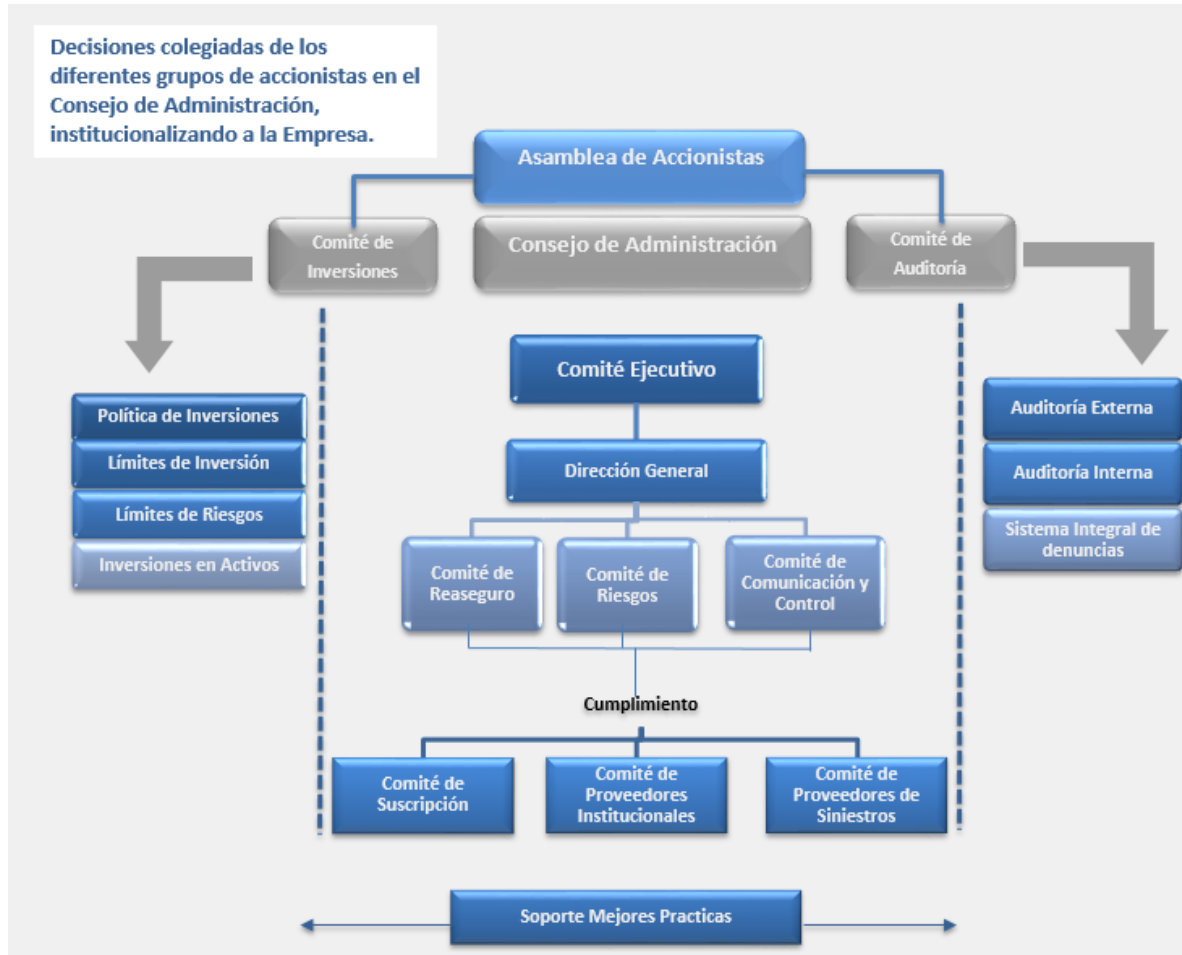 Decisiones colegiadas de los
diferentes grupos de accionistas en el
Consejo de Administración,
institucionalizando a la Empresa.
Asamblea de Accionistas
Comité de
Inversiones
Consejo de Administración
Comité de
Auditoría
Comité Ejecutivo
Política de Inversiones
Límites de Inversión
Límites de Riesgos
Inversiones en Activos
Auditoría Externa
Auditoría Interna
Sistema Integral de
denuncias
Dirección General
Comité de
Reaseguro
Comité de
Riesgos
Comité de
Comunicación y
Control
Cumplimiento
Comité de
Suscripción
Comité de
Proveedores
Institucionales
Comité de
Proveedores de
Siniestros
Soporte Mejores Practicas